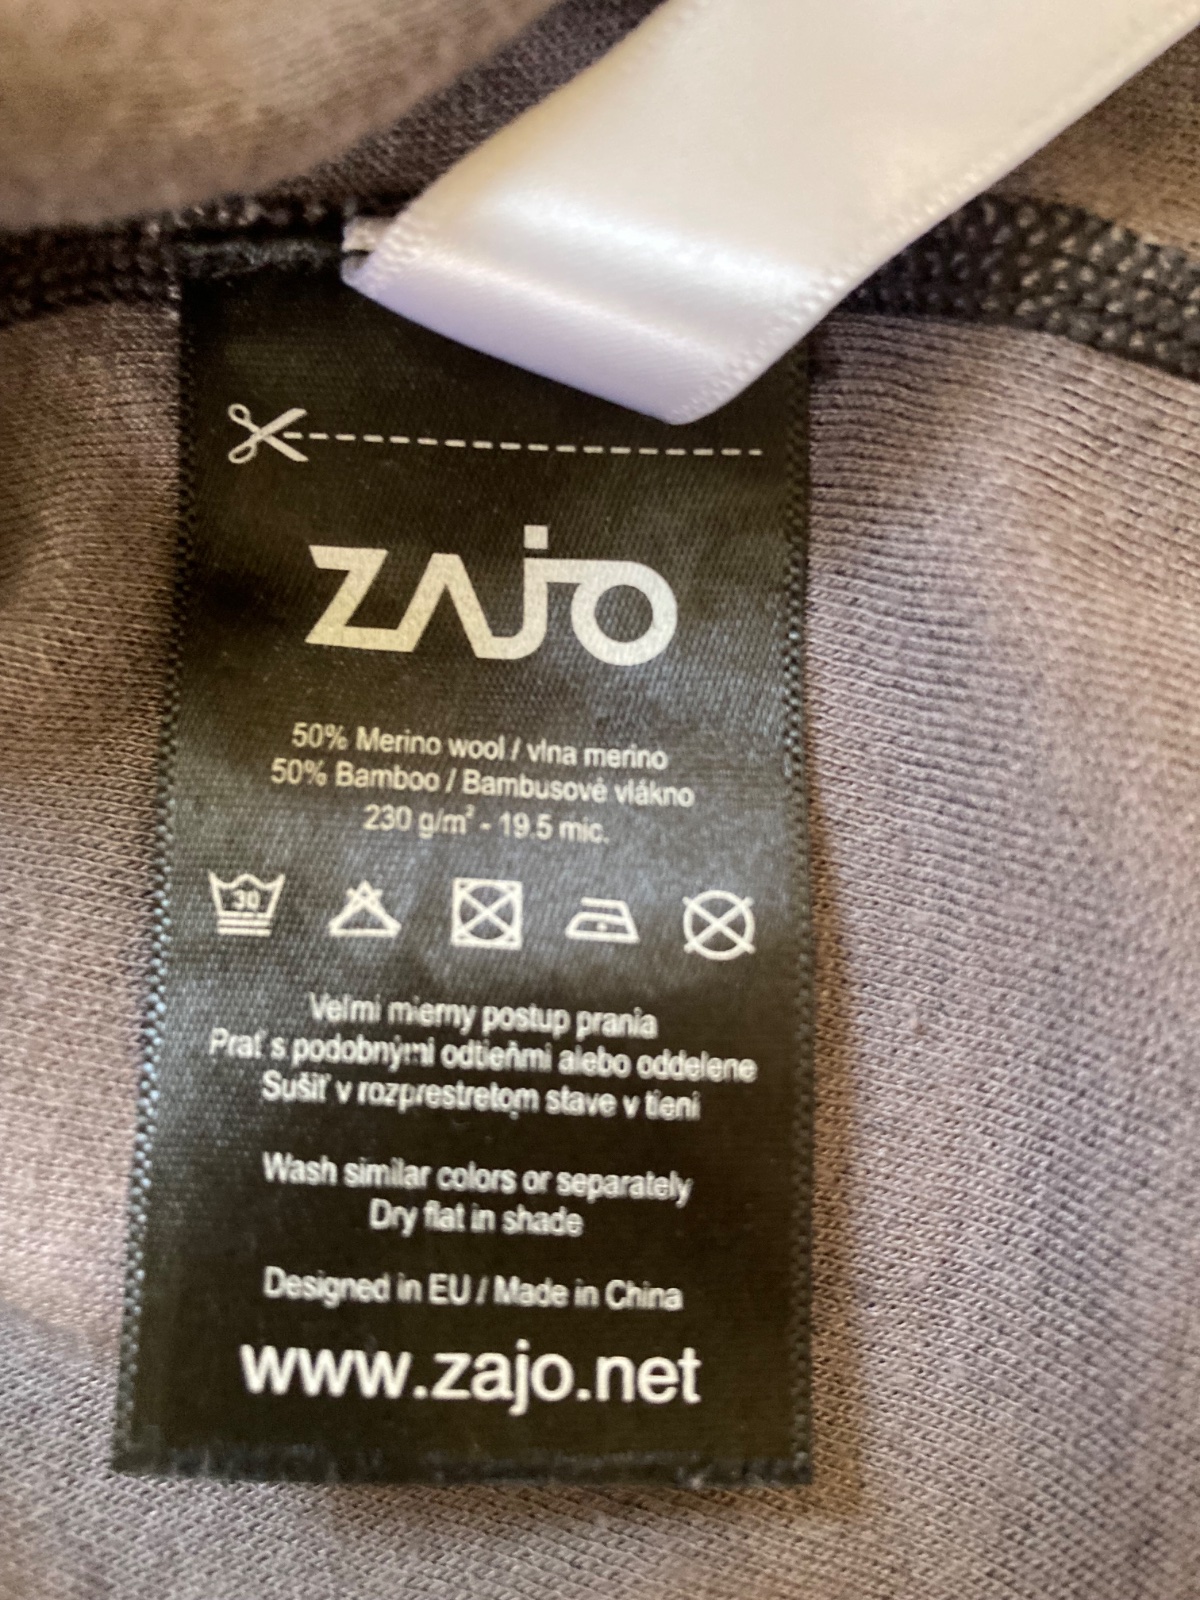 ZAJO
50% Merino wool / vlna merino
50% Bamboo / Bambusové vlákno
230 g/m² - 19.5 mic.
30
Veľmi mierny postup prania
Prať s podobnými odtieňmi alebo oddelene
Sušiť v rozprestretom stave v tieni
Wash similar colors or separately
Dry flat in shade
Designed in EU / Made in China
www.zajo.net